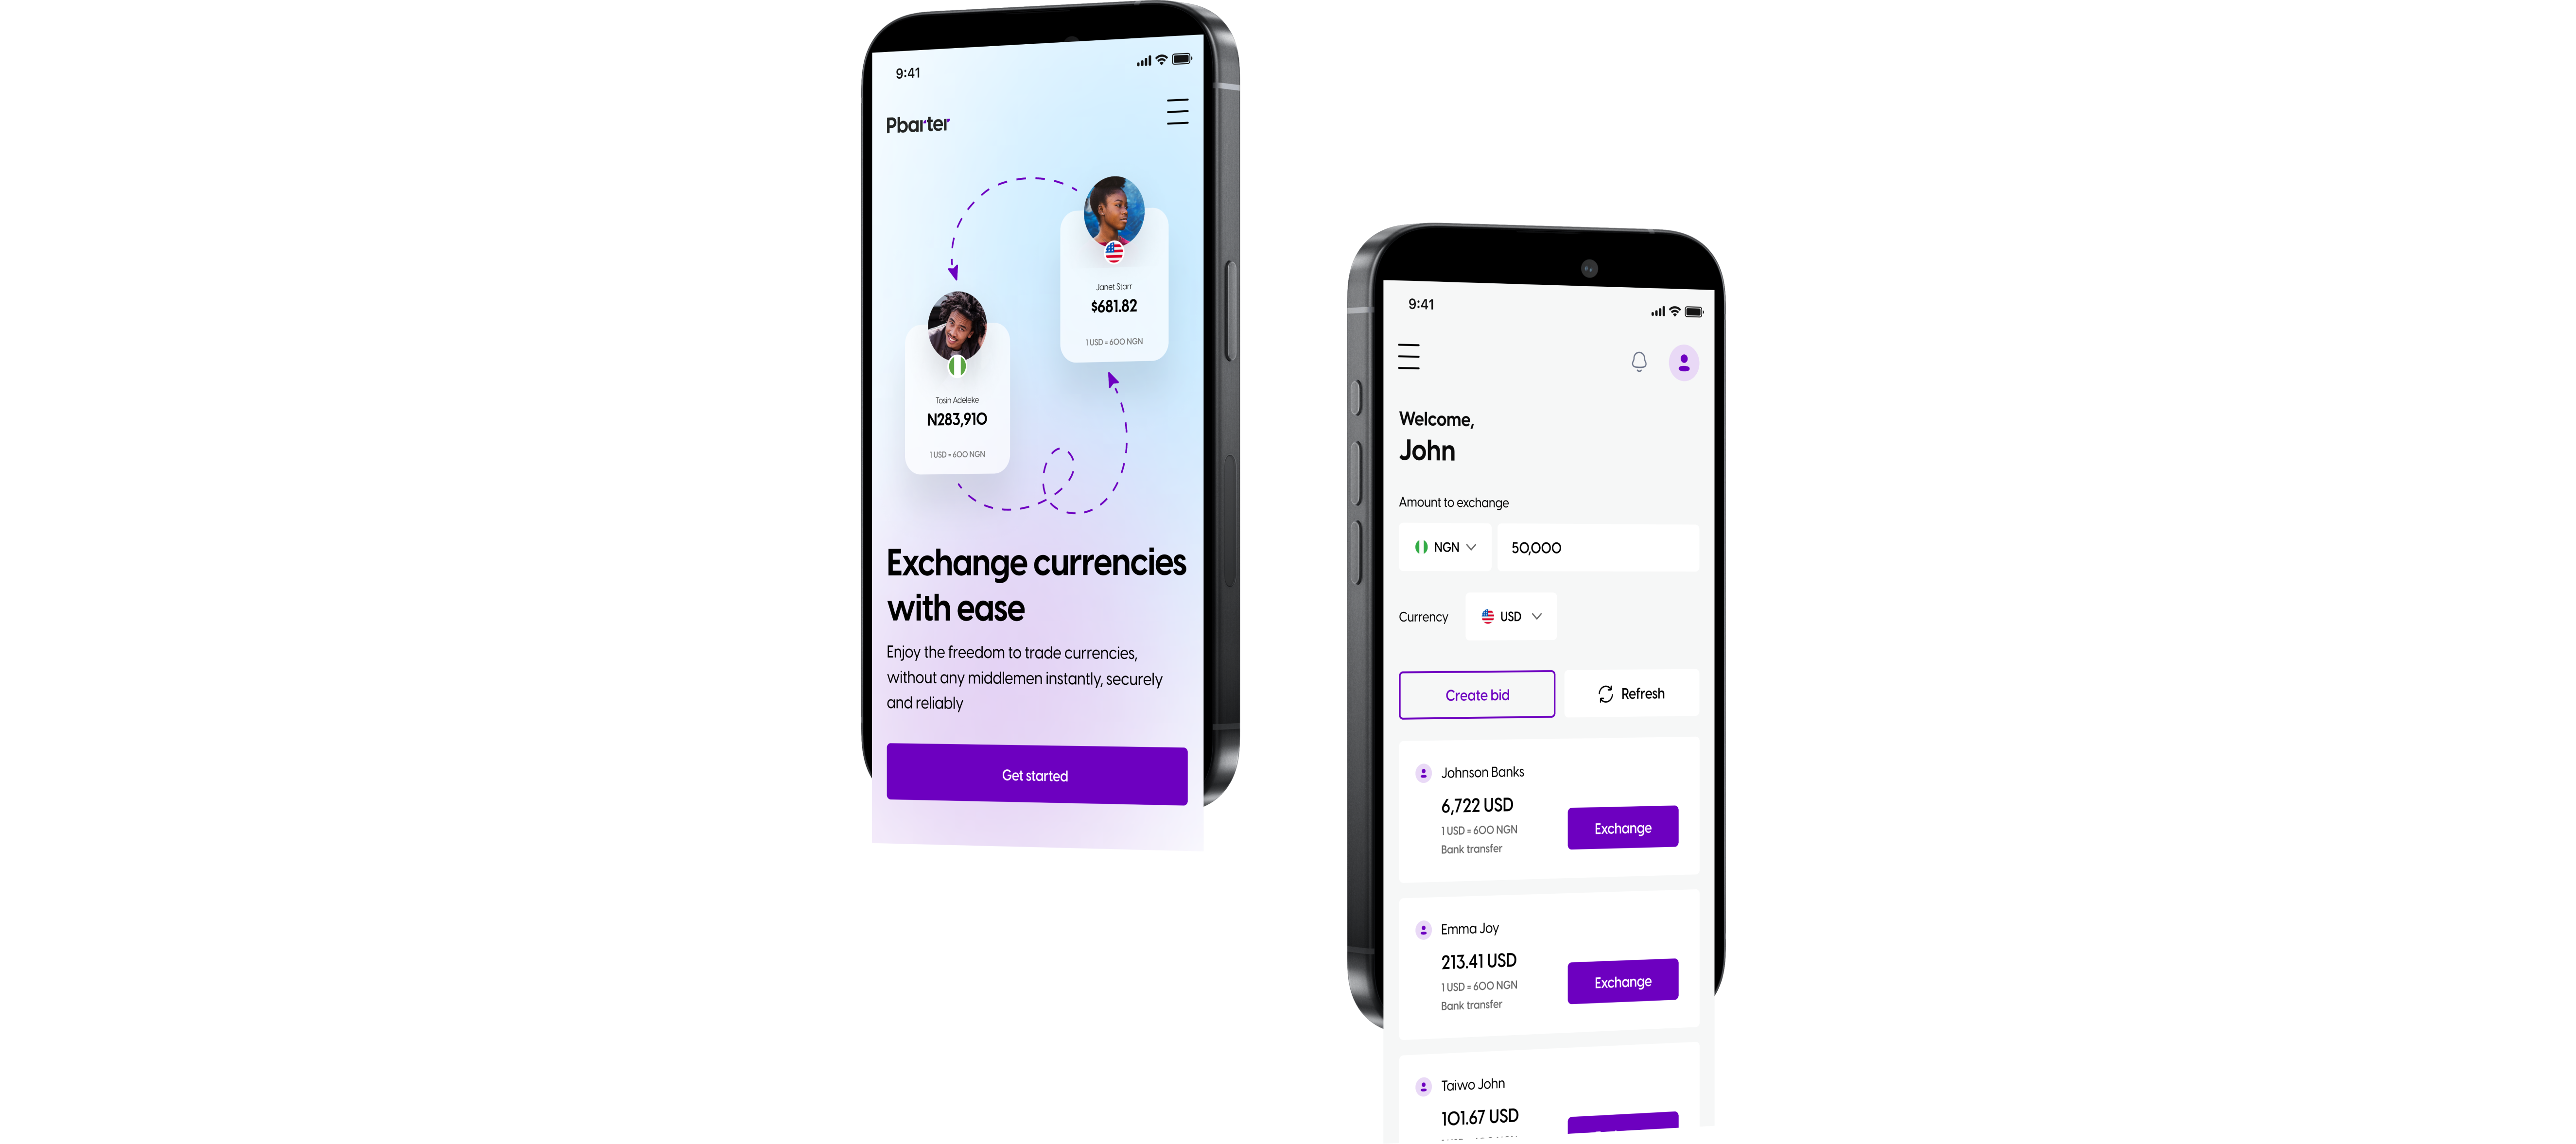 9:41
Pbarter
Janet Starr
$681.82
1 USD = 600 NGN
Tosin Adeleke
N283,910
1 USD = 600 NGN
Exchange currencies
with ease
Enjoy the freedom to trade currencies,
without any middlemen instantly, securely
and reliably
Get started
9:41
Welcome,
John
Amount to exchange
NGN 50,000
Currency USD
Create bid Refresh
Johnson Banks
6,722 USD
1 USD = 600 NGN
Bank transfer
Exchange
Emma Joy
213.41 USD
1 USD = 600 NGN
Bank transfer
Exchange
Taiwo John
101.67 USD